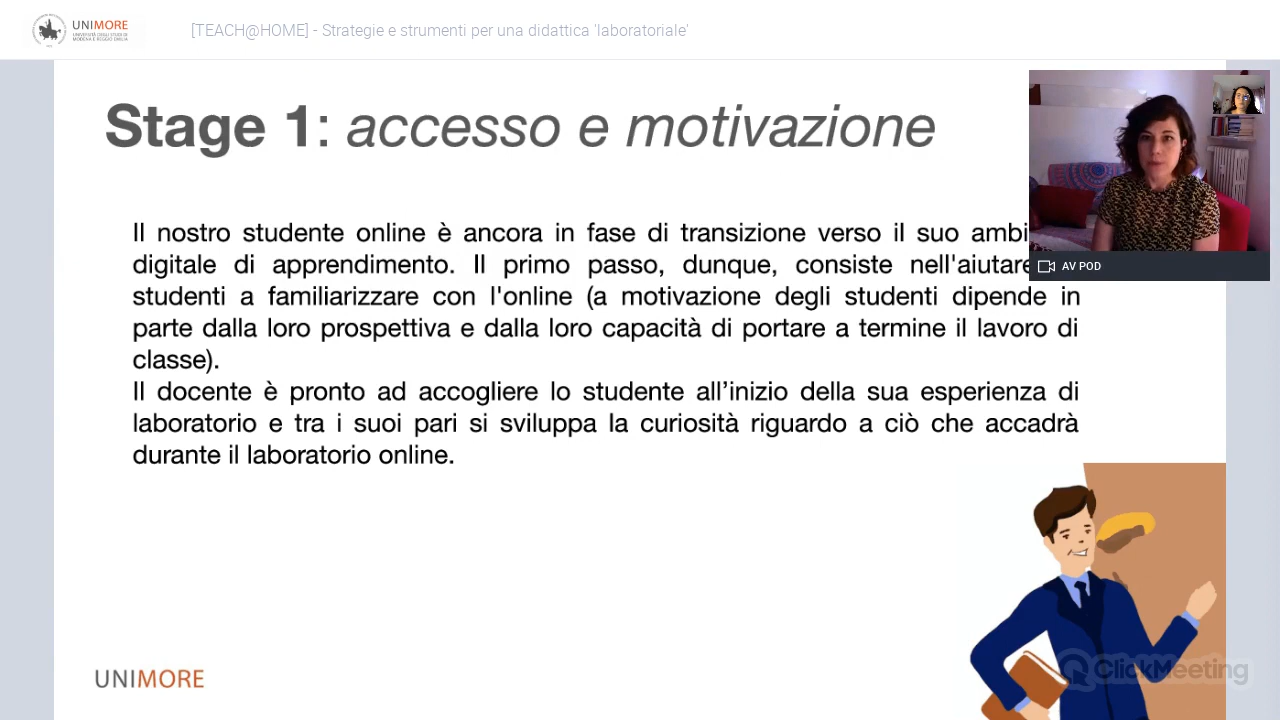 UNIMORE
UNIVERSITÀ DEGLI STUDI DI
MODENA E REGGIO EMILIA
[TEACH@HOME] - Strategie e strumenti per una didattica 'laboratoriale'
Stage 1: accesso e motivazione
AV POD
Il nostro studente online è ancora in fase di transizione verso il suo
digitale di apprendimento. Il primo passo, dunque, consiste
studenti a familiarizzare con l'online (a motivazione degli studenti dipende in
parte dalla loro prospettiva e dalla loro capacità di portare a termine il lavoro di
classe).
Il docente è pronto ad accogliere lo studente all’inizio della sua esperienza di
laboratorio e tra i suoi pari si sviluppa la curiosità riguardo a ciò che accadrà
durante il laboratorio online.
UNIMORE
ClickMeeting